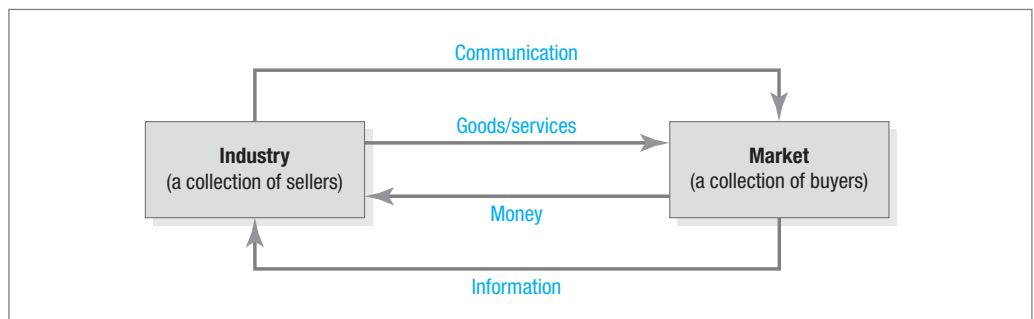 Communication
Goods/services
Industry
(a collection of sellers)
Market
(a collection of buyers)
Money
Information